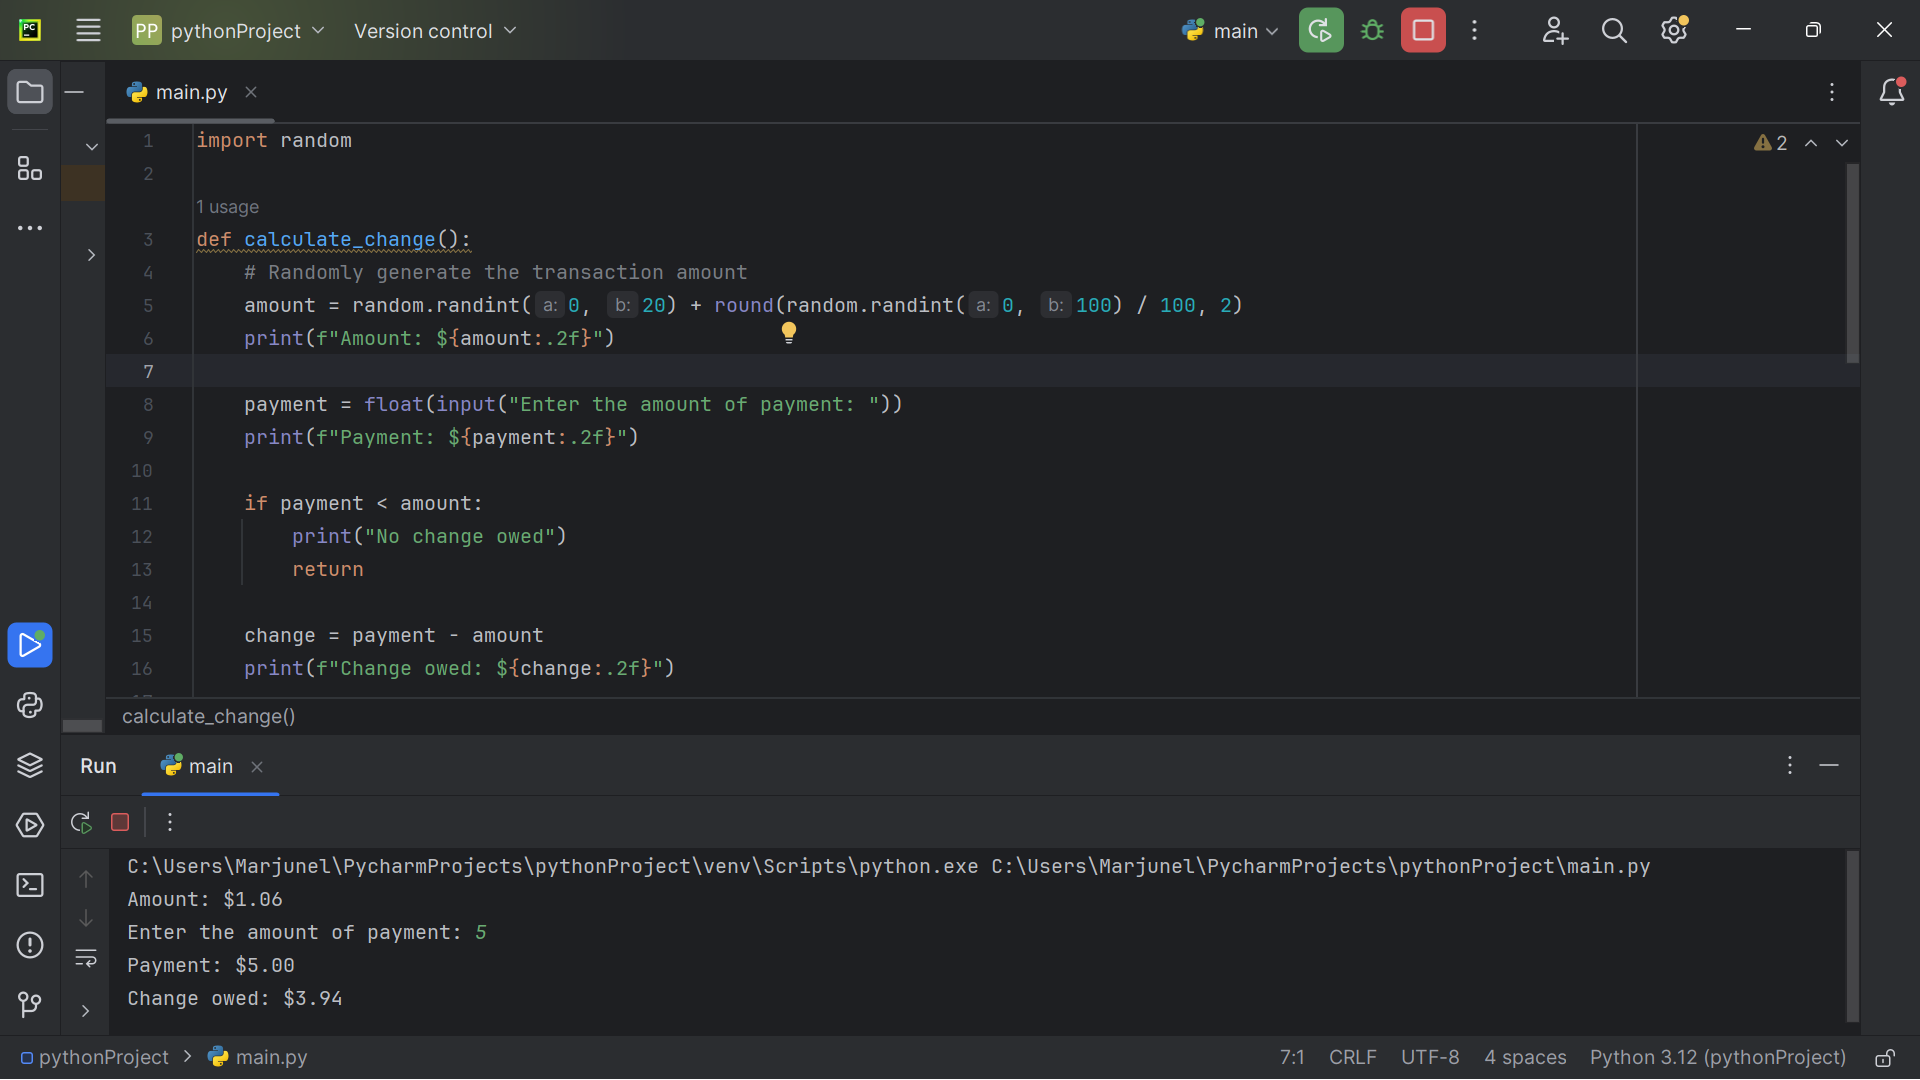 PC
PP pythonProject Version control main
main.py
2
1 import random
2
1 usage
3 def calculate_change():
4 # Randomly generate the transaction amount
5 amount = random.randint( a: 0, b: 20) + round(random.randint( a: 0, b: 100) / 100, 2)
6 print(f"Amount: ${amount:.2f}")
7
8 payment = float(input("Enter the amount of payment: "))
9 print(f"Payment: ${payment:.2f}")
10
11 if payment < amount:
12 print("No change owed")
13 return
14
15 change = payment - amount
16 print(f"Change owed: ${change:.2f}")
calculate_change()
Run main
C:\Users\Marjunel\PycharmProjects\pythonProject\venv\Scripts\python.exe C:\Users\Marjunel\PycharmProjects\pythonProject\main.py
Amount: $1.06
Enter the amount of payment: 5
Payment: $5.00
Change owed: $3.94
pythonProject > main.py 7:1 CRLF UTF-8 4 spaces Python 3.12 (pythonProject)